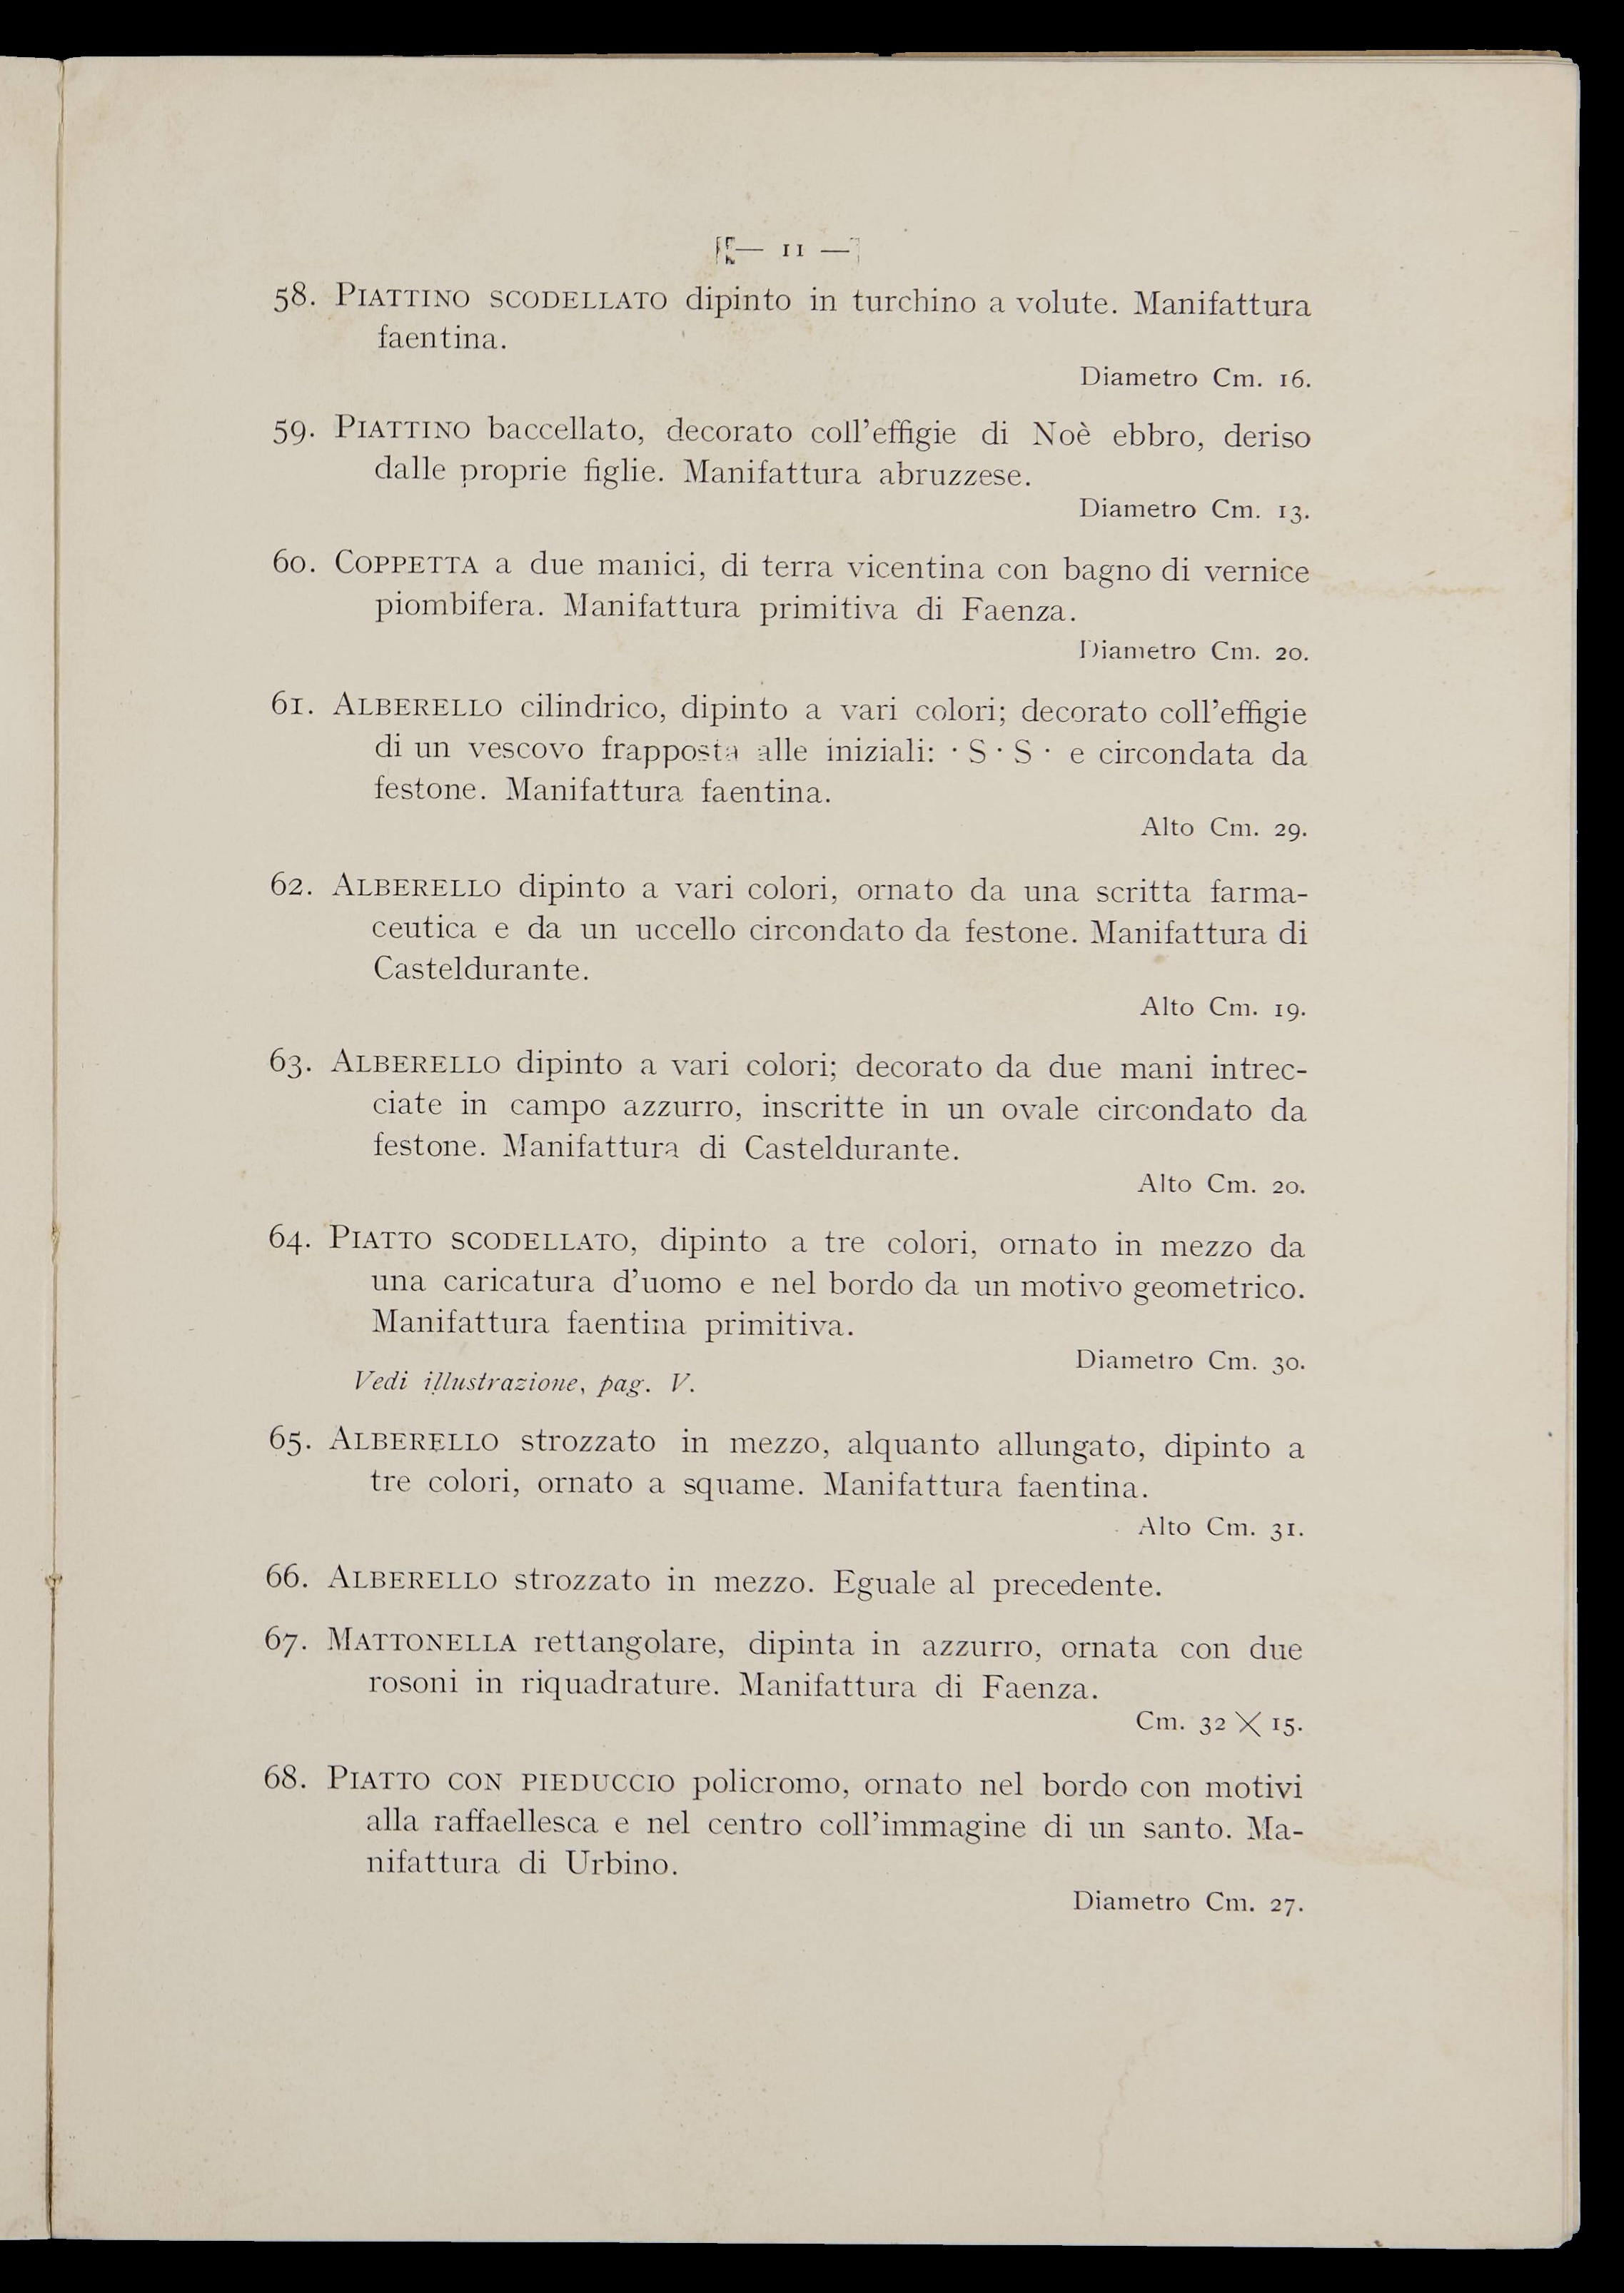 — 11 —
58. PIATTINO SCODELLATO dipinto in turchino a volute. Manifattura
faentina.
Diametro Cm. 16.
59. PIATTINO baccellato, decorato coll'effigie di Noè ebbro, deriso
dalle proprie figlie. Manifattura abruzzese.
Diametro Cm. 13.
60. COPPETTA a due manici, di terra vicentina con bagno di vernice
piombifera. Manifattura primitiva di Faenza.
Diametro Cm. 20.
61. ALBERELLO cilindrico, dipinto a vari colori; decorato coll'effigie
di un vescovo frapposta alle iniziali: · S · S · e circondata da
festone. Manifattura faentina.
Alto Cm. 29.
62. ALBERELLO dipinto a vari colori, ornato da una scritta farma-
ceutica e da un uccello circondato da festone. Manifattura di
Casteldurante.
Alto Cm. 19.
63. ALBERELLO dipinto a vari colori; decorato da due mani intrec-
ciate in campo azzurro, inscritte in un ovale circondato da
festone. Manifattura di Casteldurante.
Alto Cm. 20.
64. PIATTO SCODELLATO, dipinto a tre colori, ornato in mezzo da
una caricatura d'uomo e nel bordo da un motivo geometrico.
Manifattura faentina primitiva.
Diametro Cm. 30.
Vedi illustrazione, pag. V.
65. ALBERELLO strozzato in mezzo, alquanto allungato, dipinto a
tre colori, ornato a squame. Manifattura faentina.
Alto Cm. 31.
66. ALBERELLO strozzato in mezzo. Eguale al precedente.
67. MATTONELLA rettangolare, dipinta in azzurro, ornata con due
rosoni in riquadrature. Manifattura di Faenza.
Cm. 32 × 15.
68. PIATTO CON PIEDUCCIO policromo, ornato nel bordo con motivi
alla raffaellesca e nel centro coll'immagine di un santo. Ma-
nifattura di Urbino.
Diametro Cm. 27.